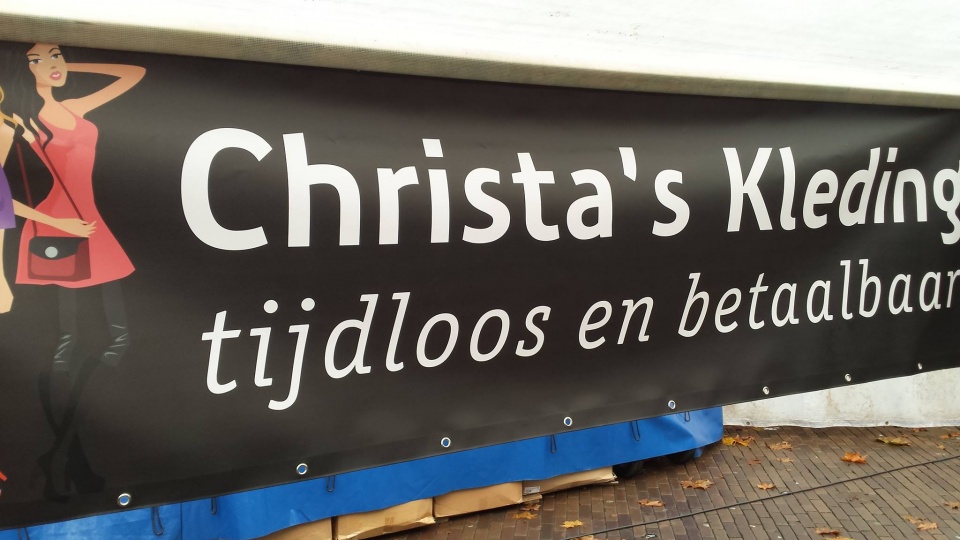 Christa's Kleding
tijdloos en betaalbaar